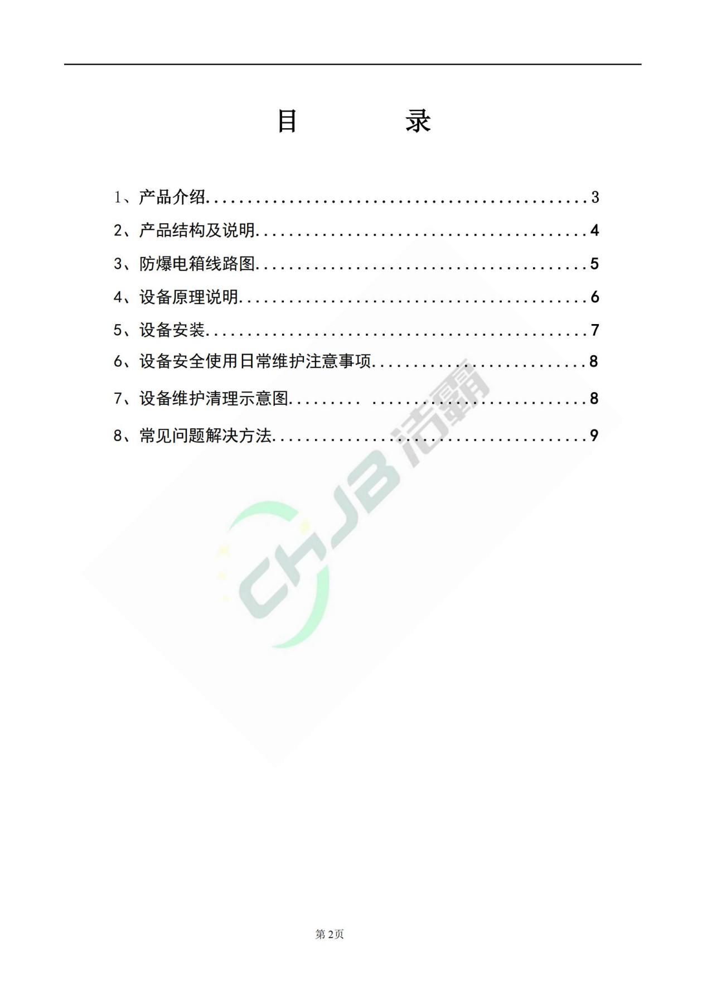 目 录
1、产品介绍..............................................3
2、产品结构及说明........................................4
3、防爆电箱线路图........................................5
4、设备原理说明..........................................6
5、设备安装..............................................7
6、设备安全使用日常维护注意事项..........................8
7、设备维护清理示意图......... ..........................8
8、常见问题解决方法......................................9
CHJB洁霸
第 2页